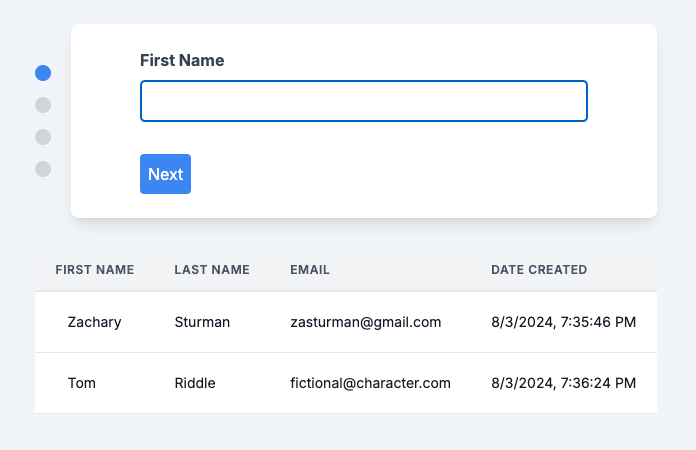 First Name
Next
FIRST NAME LAST NAME EMAIL DATE CREATED
Zachary Sturman zasturman@gmail.com 8/3/2024, 7:35:46 PM
Tom Riddle fictional@character.com 8/3/2024, 7:36:24 PM